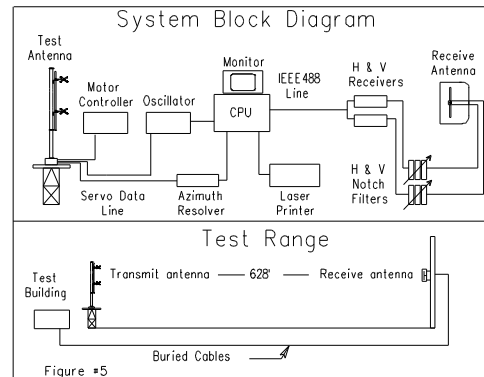 System Block Diagram
Test
Antenna
Motor
Controller
Oscillator
Monitor
CPU
IEEE488
Line
H & V
Receivers
Receive
Antenna
Servo Data
Line
Azimuth
Resolver
Laser
Printer
H & V
Notch
Filters
Test Range
Test
Building
Transmit antenna — 628' — Receive antenna
Buried Cables
Figure #5